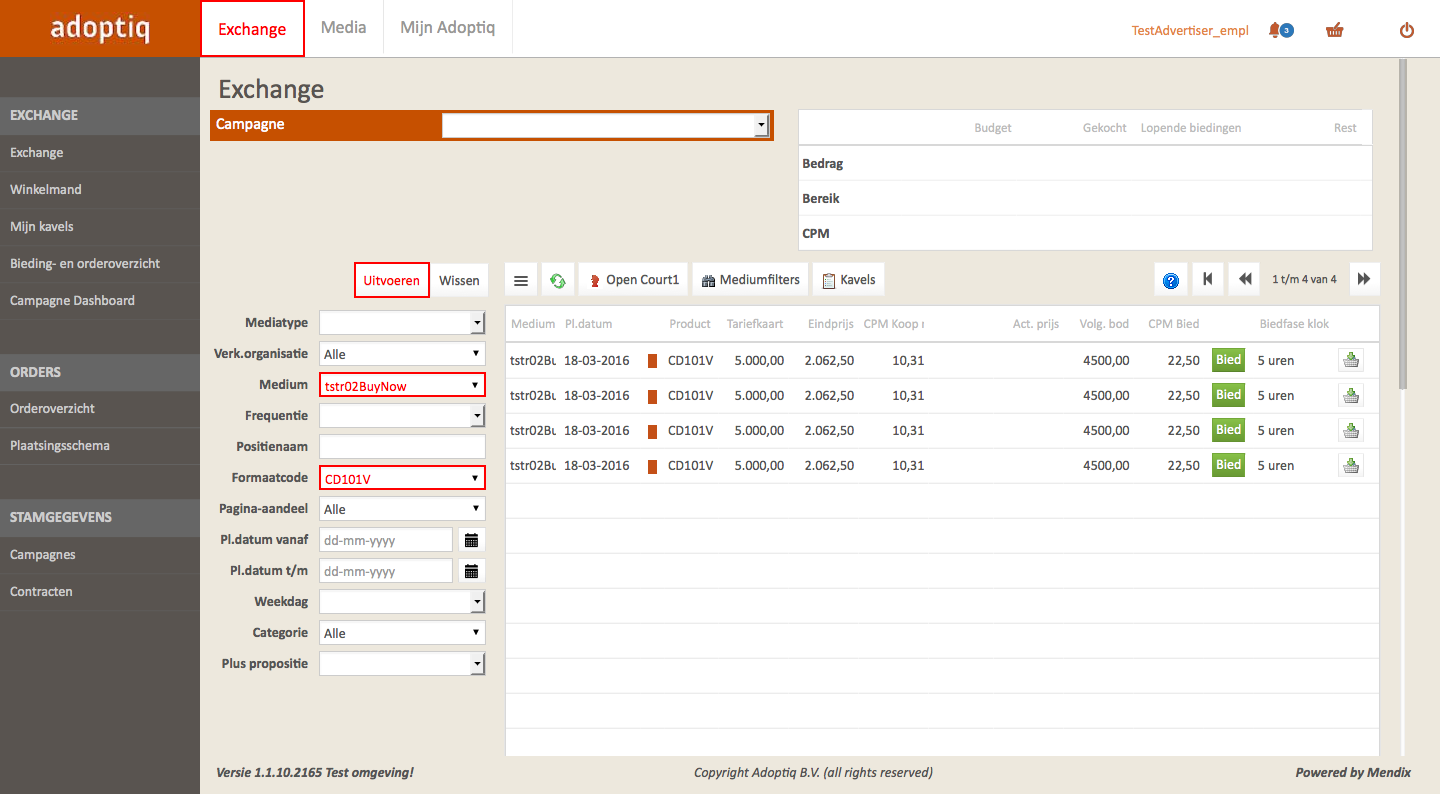 adoptiq
Exchange Media Mijn Adoptiq TestAdvertiser_empl 3
EXCHANGE
Exchange
Winkelmand
Mijn kavels
Bieding- en orderoverzicht
Campagne Dashboard
ORDERS
Orderoverzicht
Plaatsingsschema
STAMGEGEVENS
Campagnes
Contracten
Exchange
Campagne
Budget Gekocht Lopende biedingen Rest
Bedrag
Bereik
CPM
Uitvoeren Wissen
Mediatype
Verk.organisatie Alle
Medium tstr02BuyNow
Frequentie
Positienaam
Formaatcode CD101V
Pagina-aandeel Alle
Pl.datum vanaf dd-mm-yyyy
Pl.datum t/m dd-mm-yyyy
Weekdag
Categorie Alle
Plus propositie
Open Court1 Mediumfilters Kavels ? 1 t/m 4 van 4
Medium Pl.datum Product Tariefkaart Eindprijs CPM Koop Act. prijs Volg. bod CPM Bied Biedfase klok
tstr02Bu 18-03-2016 CD101V 5.000,00 2.062,50 10,31 4500,00 22,50 Bied 5 uren
tstr02Bu 18-03-2016 CD101V 5.000,00 2.062,50 10,31 4500,00 22,50 Bied 5 uren
tstr02Bu 18-03-2016 CD101V 5.000,00 2.062,50 10,31 4500,00 22,50 Bied 5 uren
tstr02Bu 18-03-2016 CD101V 5.000,00 2.062,50 10,31 4500,00 22,50 Bied 5 uren
Versie 1.1.10.2165 Test omgeving! Copyright Adoptiq B.V. (all rights reserved) Powered by Mendix